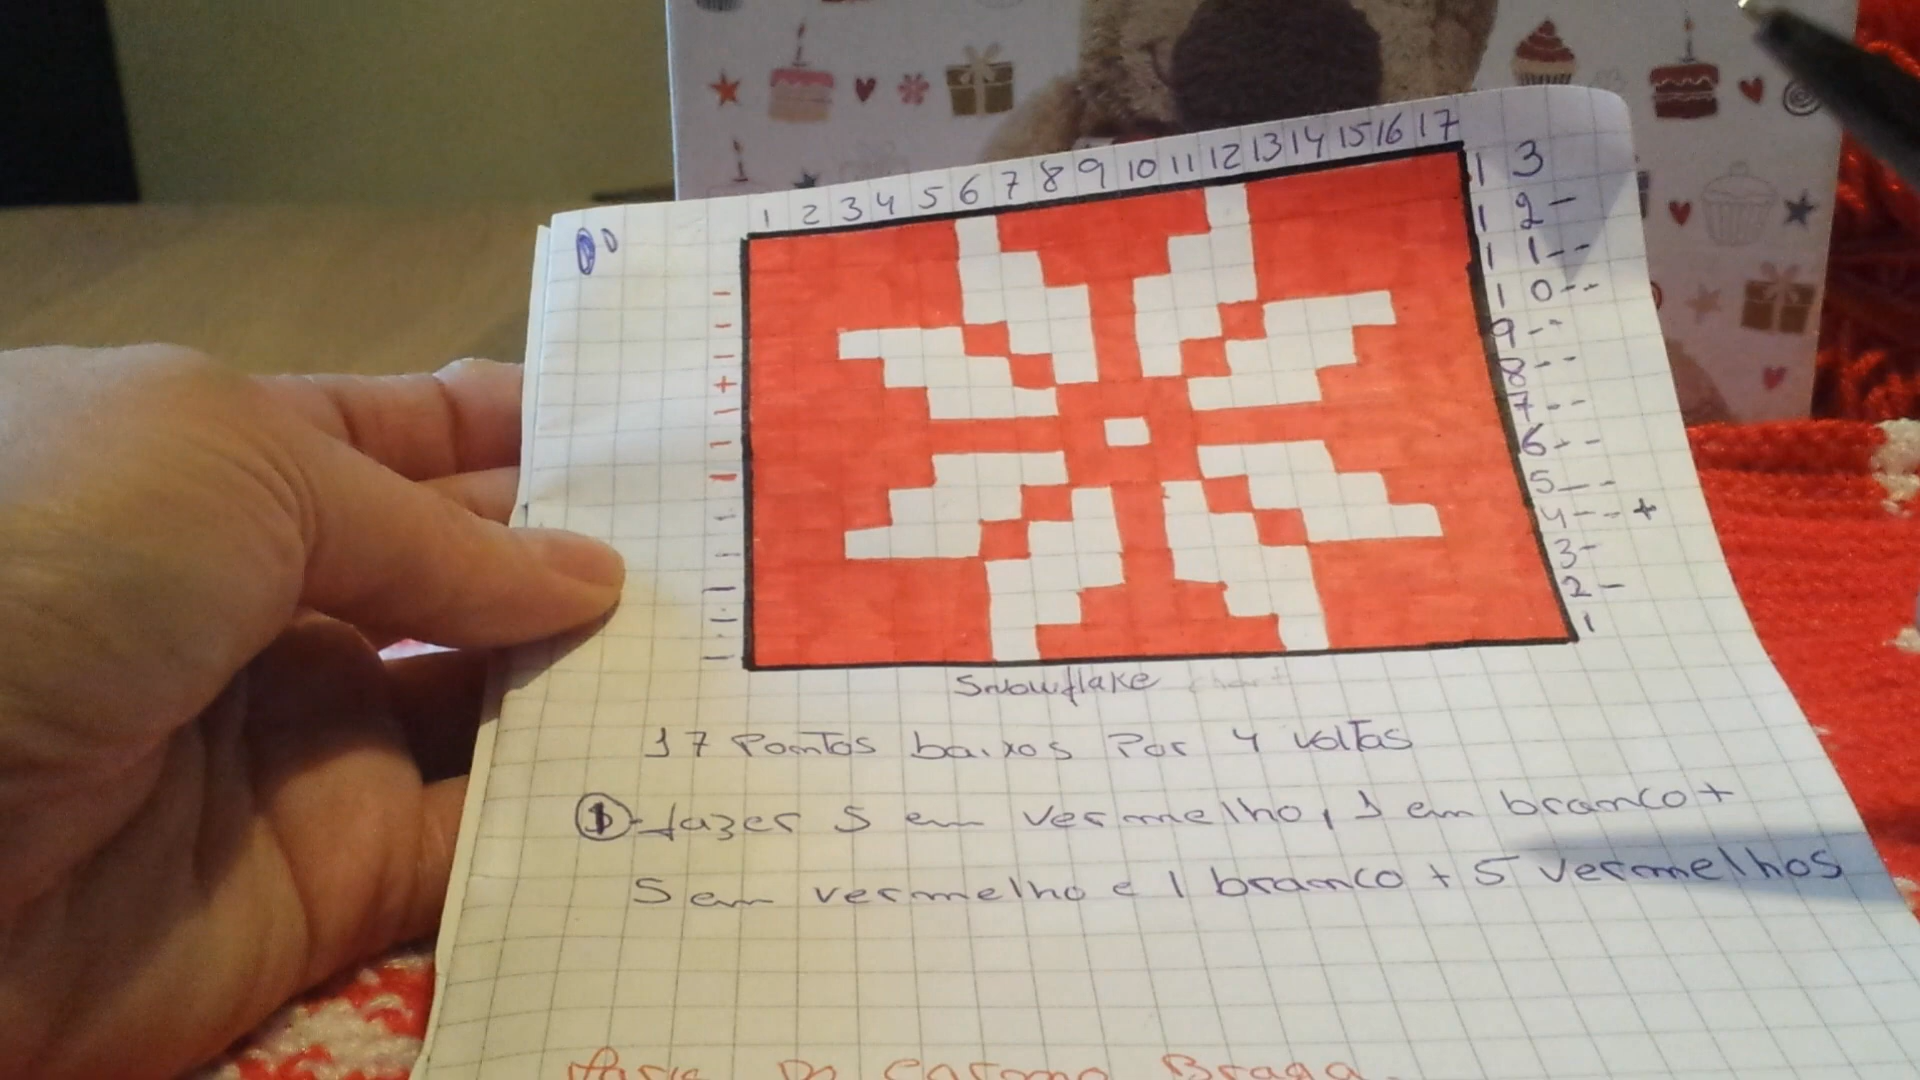 1 2 3 4 5 6 7 8 9 10 11 12 13 14 15 16 17
13
12 -
11 --
10 --
9 --
8 --
7 --
6 --
5 --
4 -- +
3 -
2 -
1
Snowflake chart
17 Pontos baixos Por 4 voltas
1 - fazer 5 em vermelho, 1 em branco +
5 em vermelho e 1 branco + 5 vermelhos
Braga